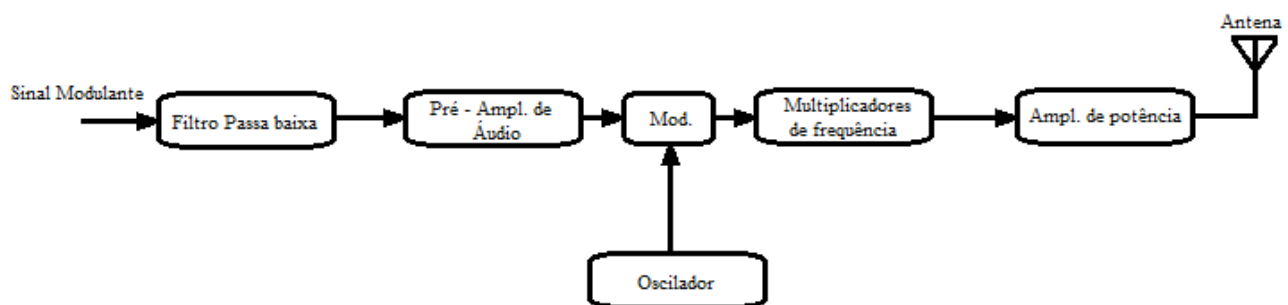 Antena
Sinal Modulante
Filtro Passa baixa
Pré - Ampl. de
Áudio
Mod.
Multiplicadores
de frequência
Ampl. de potência
Oscilador